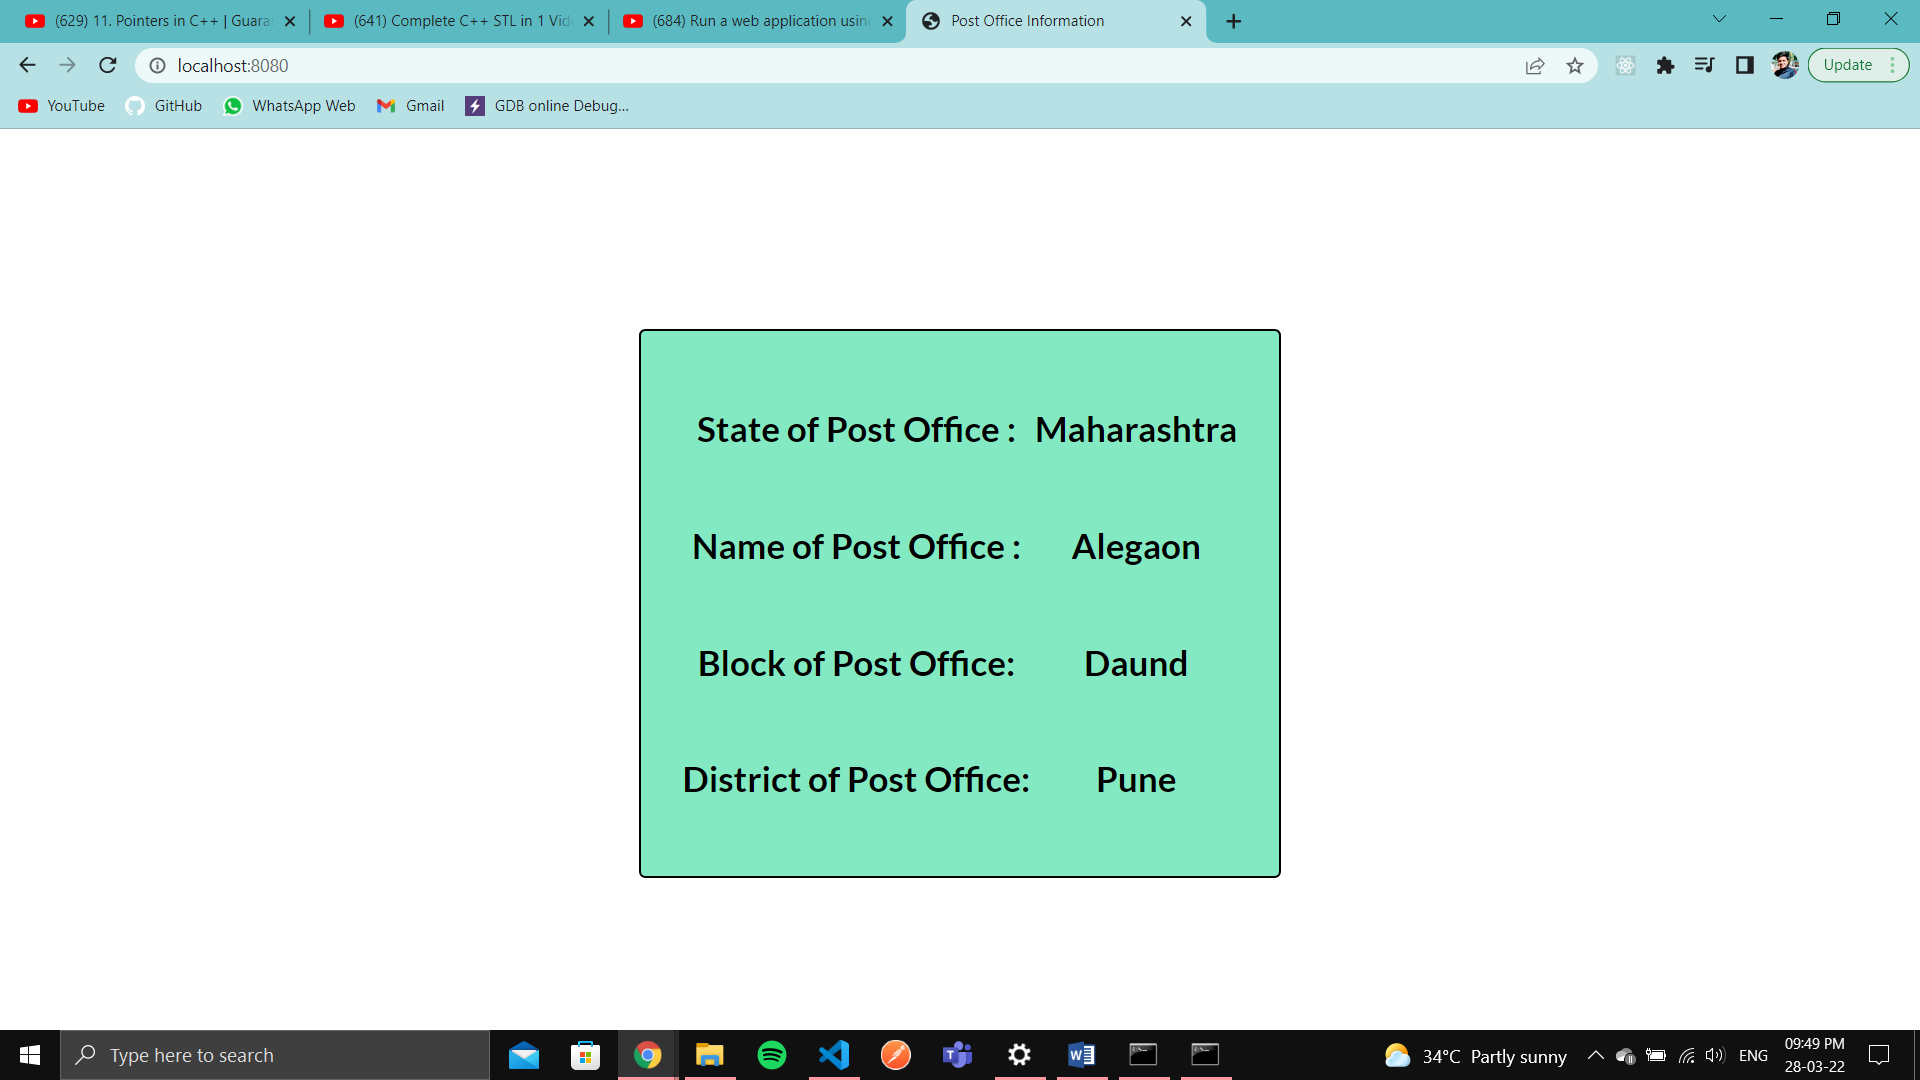 (629) 11. Pointers in C++ | Guara
(641) Complete C++ STL in 1 Vid
(684) Run a web application usin
Post Office Information
localhost:8080
Update
YouTube
GitHub
WhatsApp Web
Gmail
GDB online Debug...
State of Post Office : Maharashtra
Name of Post Office : Alegaon
Block of Post Office: Daund
District of Post Office: Pune
Type here to search
34°C Partly sunny
ENG
09:49 PM
28-03-22